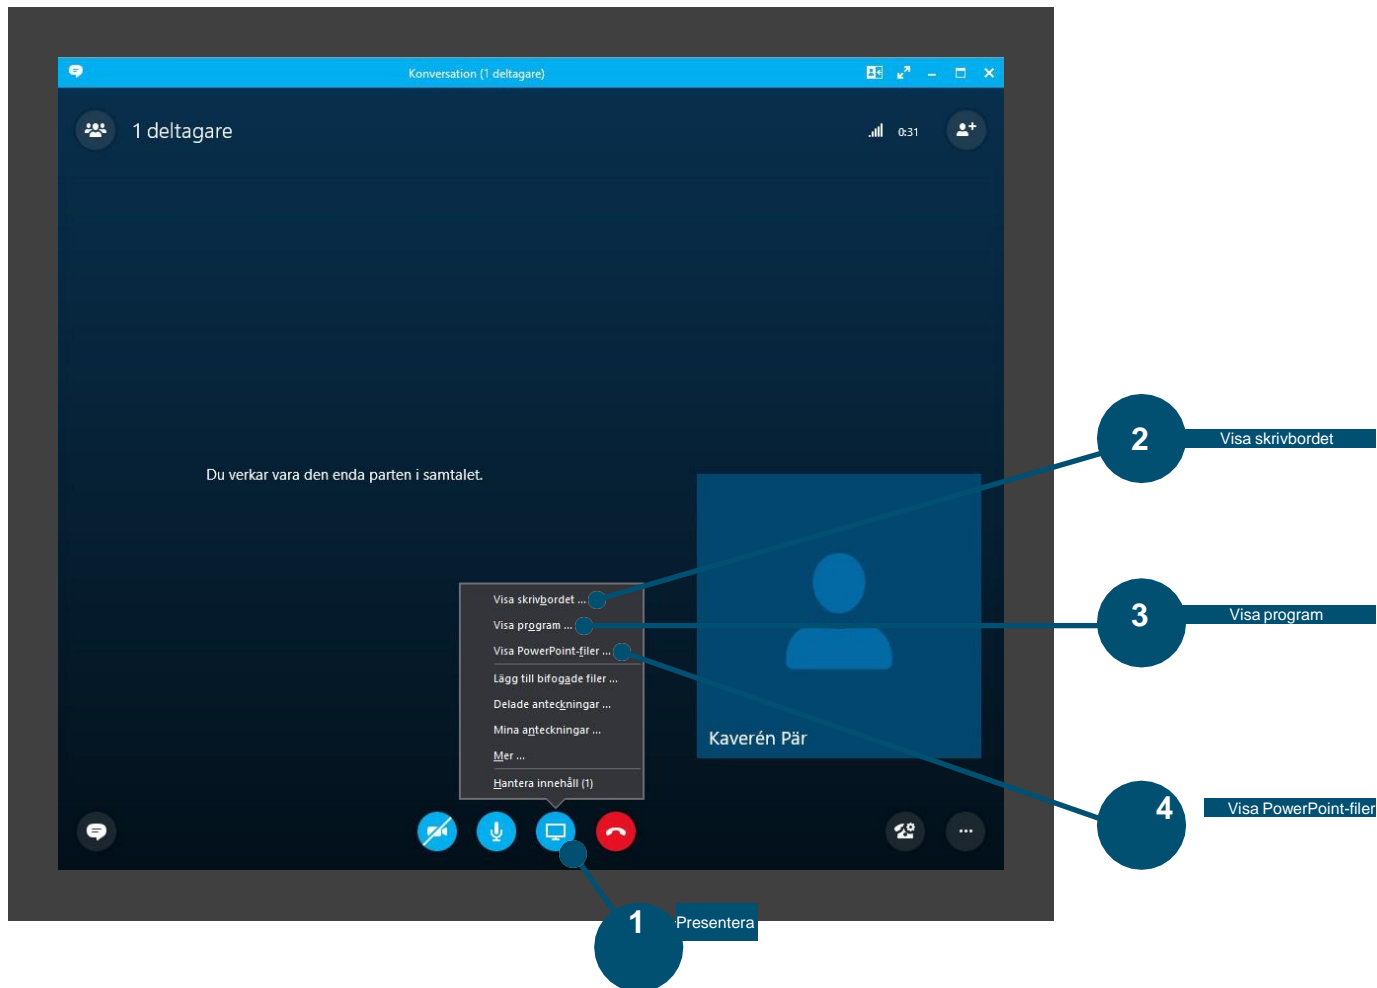 Konversation (1 deltagare)
1 deltagare
0:31
Du verkar vara den enda parten i samtalet.
Visa skrivbordet ...
Visa program ...
Visa PowerPoint-filer ...
Lägg till bifogade filer ...
Delade anteckningar ...
Mina anteckningar ...
Mer ...
Hantera innehåll (1)
Kaverén Pär
2 Visa skrivbordet
3 Visa program
4 Visa PowerPoint-filer
1 Presentera